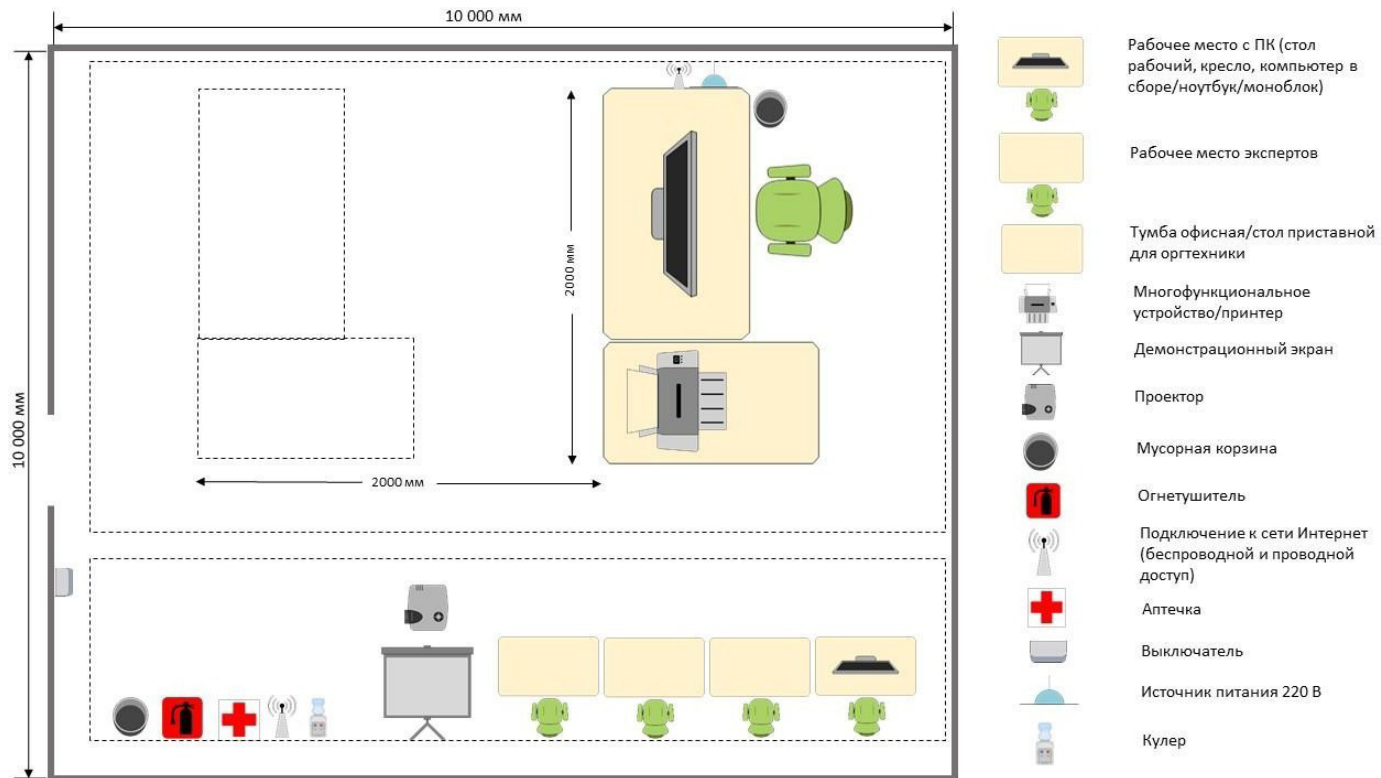 10 000 мм
10 000 мм
2000 мм
2000 мм
Рабочее место с ПК (стол
рабочий, кресло, компьютер в
сборе/ноутбук/моноблок)
Рабочее место экспертов
Тумба офисная/стол приставной
для оргтехники
Многофункциональное
устройство/принтер
Демонстрационный экран
Проектор
Мусорная корзина
Огнетушитель
Подключение к сети Интернет
(беспроводной и проводной
доступ)
Аптечка
Выключатель
Источник питания 220 В
Кулер